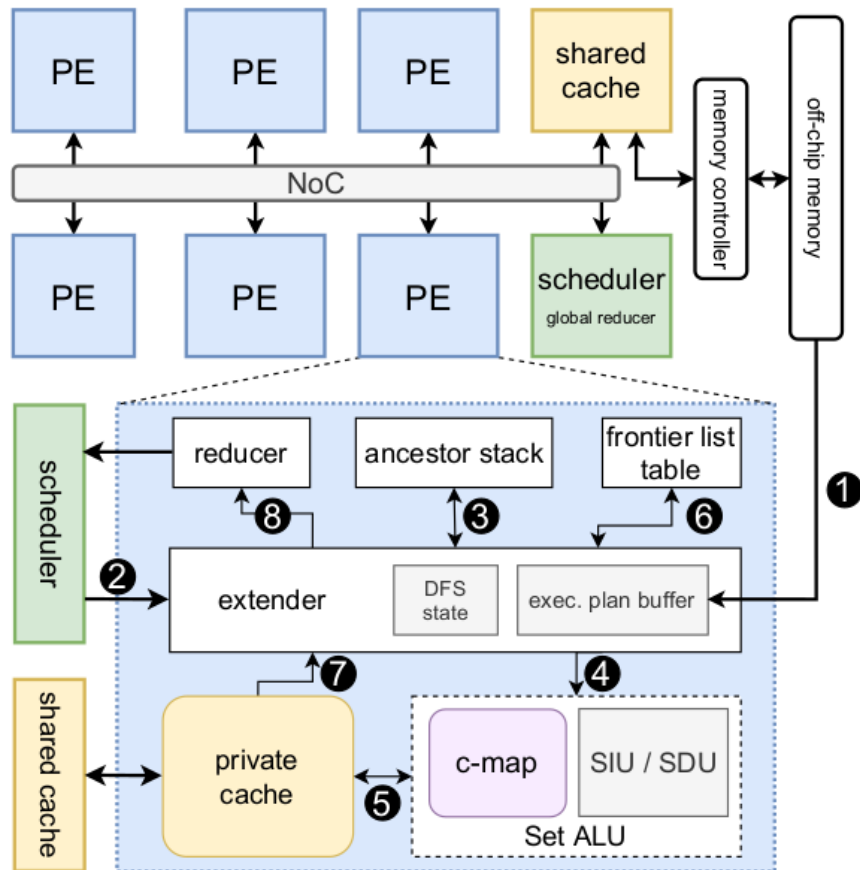 PE
PE
PE
shared
cache
memory controller
off-chip memory
NoC
PE
PE
PE
scheduler
global reducer
scheduler
reducer
ancestor stack
frontier list
table
1
8
3
6
2
extender
DFS
state
exec. plan buffer
7
4
shared cache
private
cache
5
c-map
SIU / SDU
Set ALU